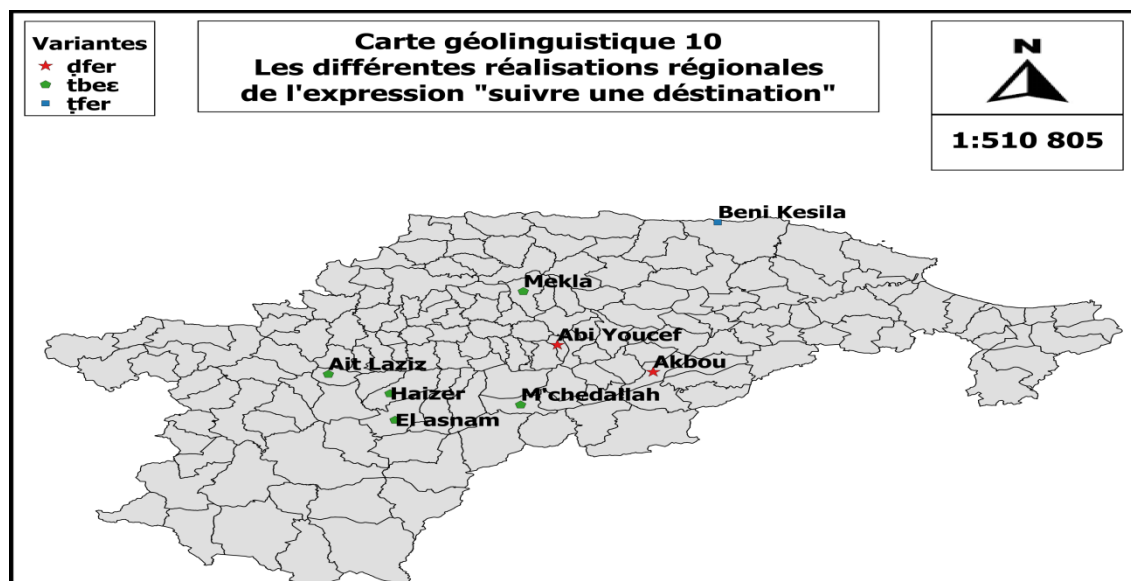 Variantes
ḍfer
ṭbeɛ
ṭfer
Carte géolinguistique 10
Les différentes réalisations régionales
de l'expression "suivre une déstination"
N
1:510 805
Beni Kesila
Mekla
Abi Youcef
Akbou
Ait Laziz
Haizer
M'chedallah
El asnam